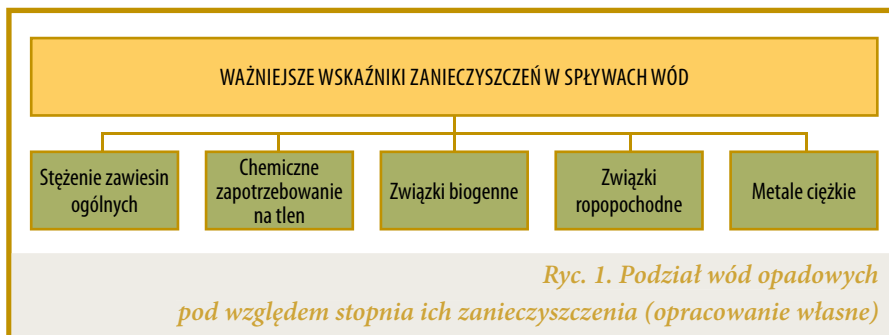 WAŻNIEJSZE WSKAŹNIKI ZANIECZYSZCZEŃ W SPŁYWACH WÓD
Stężenie zawiesin
ogólnych
Chemiczne
zapotrzebowanie
na tlen
Związki biogenne
Związki
ropopochodne
Metale ciężkie
Ryc. 1. Podział wód opadowych
pod względem stopnia ich zanieczyszczenia (opracowanie własne)